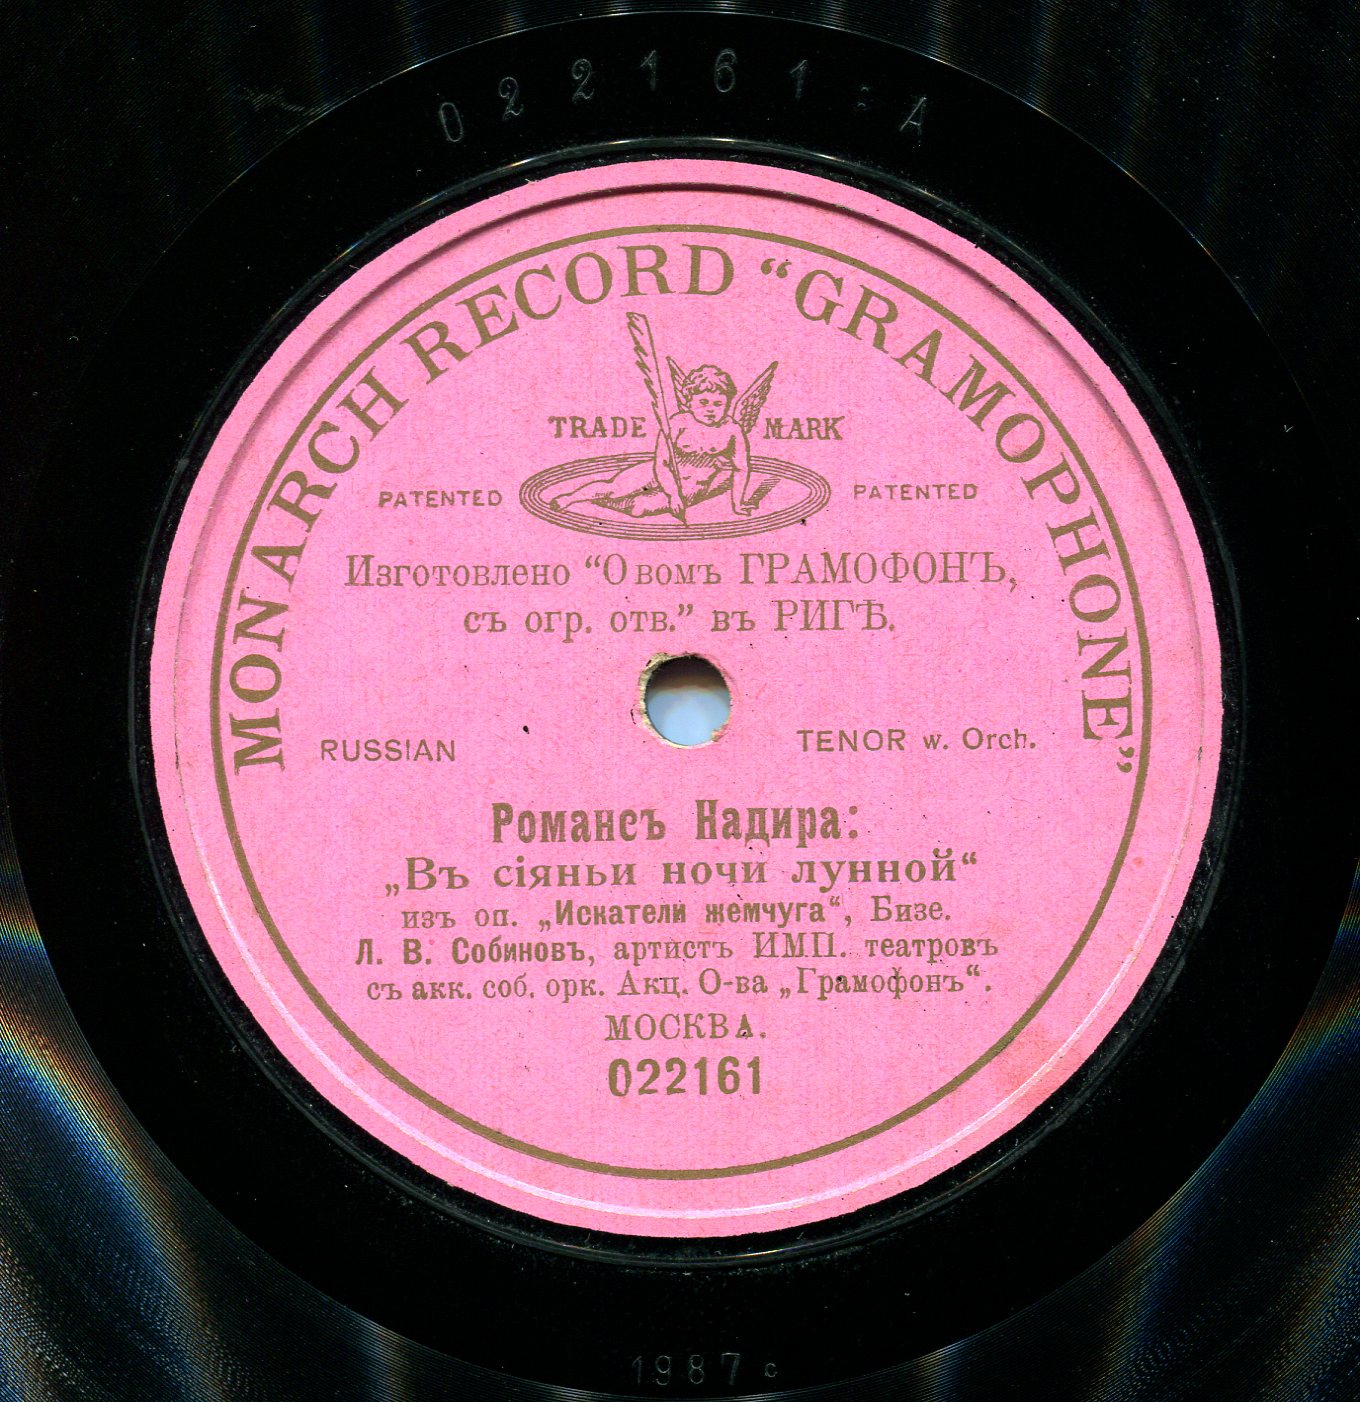 022161 : A
MONARCH RECORD “GRAMOPHONE”
TRADE MARK
PATENTED PATENTED
Изготовлено “Овомъ ГРАМОФОНЪ,
съ огр. отв.” въ РИГѢ.
RUSSIAN TENOR w. Orch.
Романсъ Надира:
„Въ сіяньи ночи лунной“
изъ оп. „Искатели жемчуга“, Бизе.
Л. В. Собиновъ, артистъ ИМП. театровъ
съ акк. соб. орк. Акц. О-ва „Грамофонъ“.
МОСКВА.
022161
1987 c